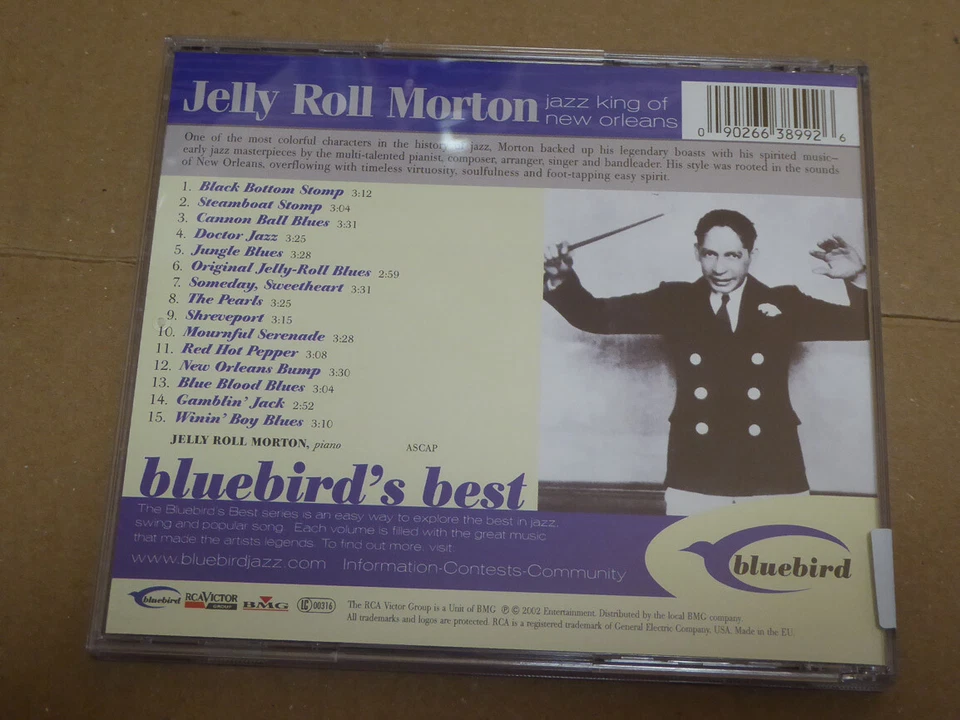 Jelly Roll Morton jazz king of new orleans
0 90266 38992 6
One of the most colorful characters in the history of jazz, Morton backed up his legendary boasts with his spirited music–
early jazz masterpieces by the multi-talented pianist, composer, arranger, singer and bandleader. His style was rooted in the sounds
of New Orleans, overflowing with timeless virtuosity, soulfulness and foot-tapping easy spirit.
1. Black Bottom Stomp 3:12
2. Steamboat Stomp 3:04
3. Cannon Ball Blues 3:31
4. Doctor Jazz 3:25
5. Jungle Blues 3:28
6. Original Jelly-Roll Blues 2:59
7. Someday, Sweetheart 3:31
8. The Pearls 3:25
9. Shreveport 3:15
10. Mournful Serenade 3:28
11. Red Hot Pepper 3:08
12. New Orleans Bump 3:30
13. Blue Blood Blues 3:04
14. Gamblin' Jack 2:52
15. Winin' Boy Blues 3:10
JELLY ROLL MORTON, piano ASCAP
bluebird's best
The Bluebird's Best series is an easy way to explore the best in jazz,
swing and popular song. Each volume is filled with the great music
that made the artists legends. To find out more, visit:
www.bluebirdjazz.com Information-Contests-Community
bluebird
bluebird RCA VICTOR GROUP BMG LC 00316
The RCA Victor Group is a Unit of BMG ℗ © 2002 Entertainment. Distributed by the local BMG company.
All trademarks and logos are protected. RCA is a registered trademark of General Electric Company, USA. Made in the EU.